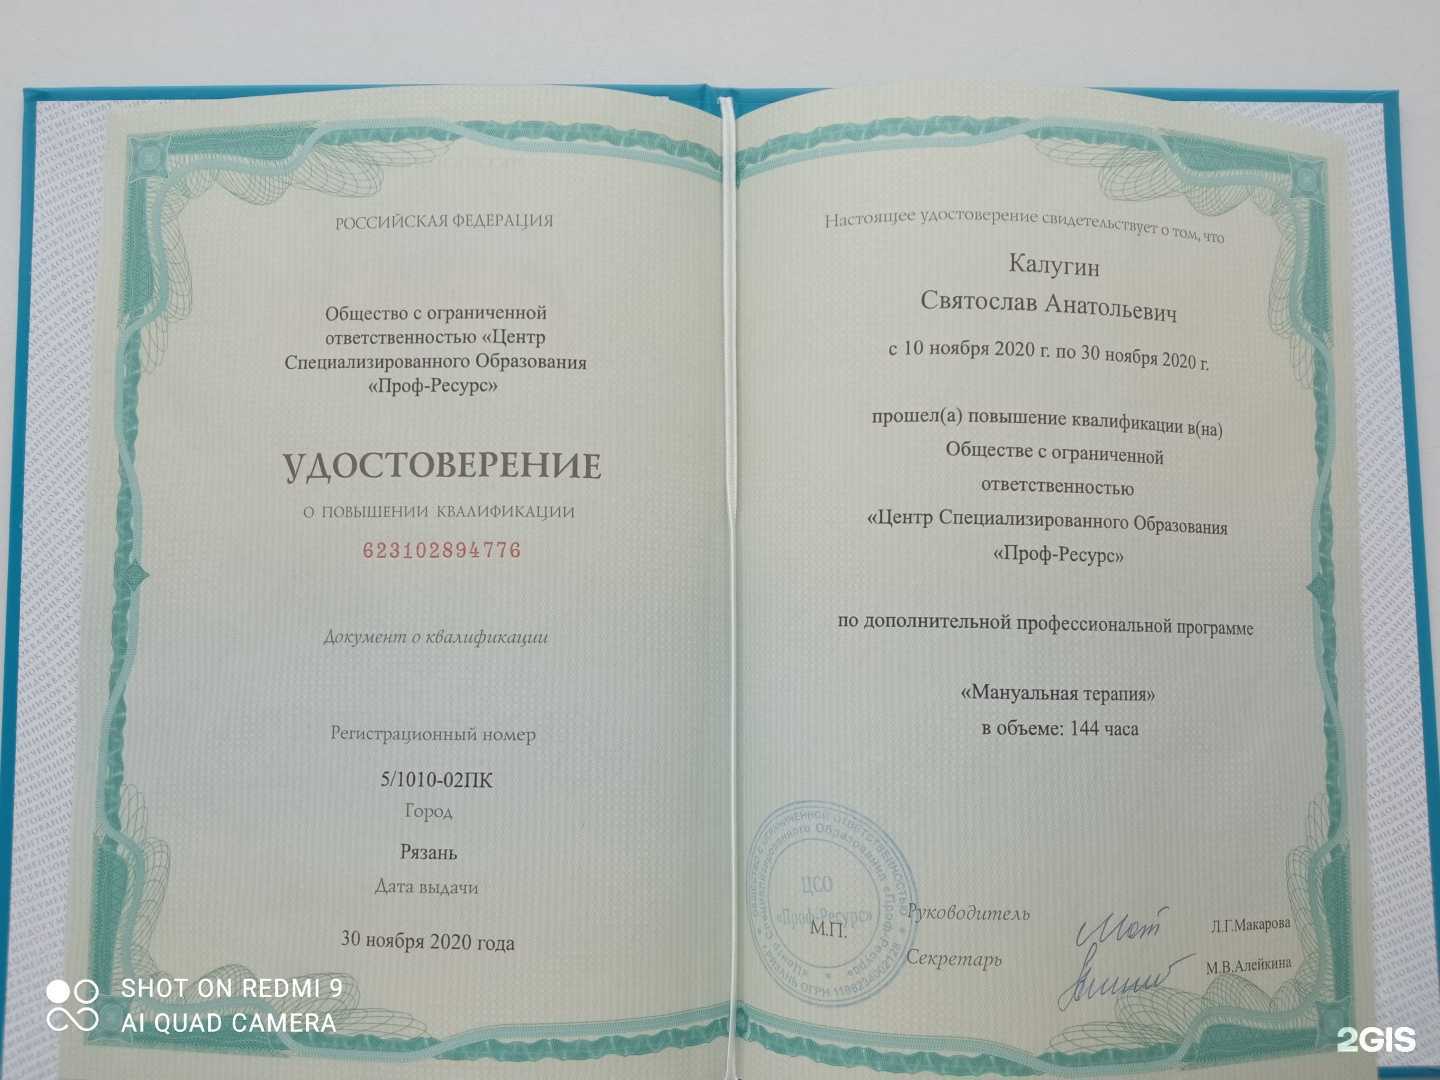 РОССИЙСКАЯ ФЕДЕРАЦИЯ
Общество с ограниченной
ответственностью «Центр
Специализированного Образования
«Проф-Ресурс»
УДОСТОВЕРЕНИЕ
О ПОВЫШЕНИИ КВАЛИФИКАЦИИ
623102894776
Документ о квалификации
Регистрационный номер
5/1010-02ПК
Город
Рязань
Дата выдачи
30 ноября 2020 года
Настоящее удостоверение свидетельствует о том, что
Калугин
Святослав Анатольевич
с 10 ноября 2020 г. по 30 ноября 2020 г.
прошел(а) повышение квалификации в(на)
Обществе с ограниченной
ответственностью
«Центр Специализированного Образования
«Проф-Ресурс»
по дополнительной профессиональной программе
«Мануальная терапия»
в объеме: 144 часа
ЦСО
«Проф-Ресурс»
М.П.
Руководитель
Л.Г.Макарова
Секретарь
М.В.Алейкина
SHOT ON REDMI 9
AI QUAD CAMERA
2GIS